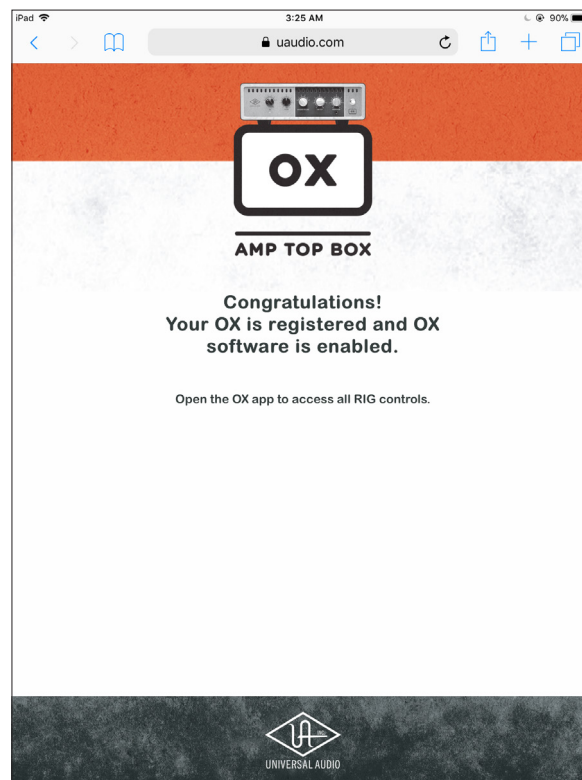 iPad 3:25 AM 90%
uaudio.com
OX
AMP TOP BOX
Congratulations!
Your OX is registered and OX
software is enabled.
Open the OX app to access all RIG controls.
UA
UNIVERSAL AUDIO